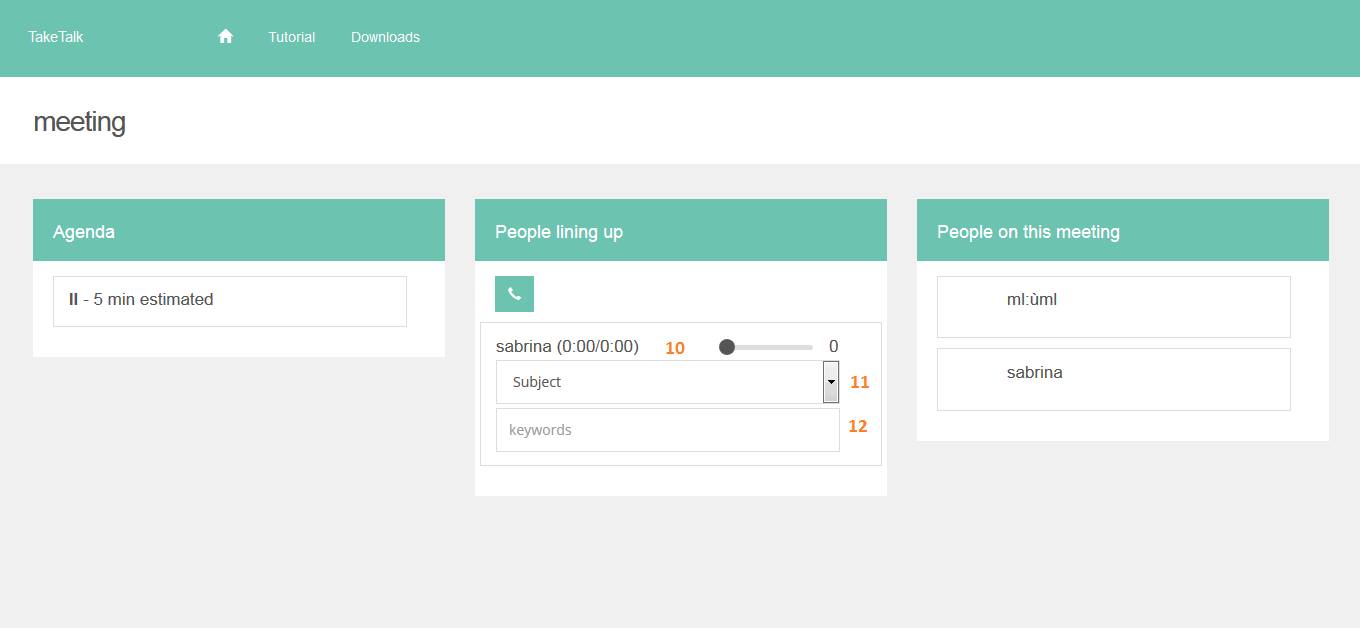 TakeTalk Tutorial Downloads
meeting
Agenda
ll - 5 min estimated
People lining up
sabrina (0:00/0:00) 10 0
Subject 11
keywords 12
People on this meeting
ml:ùml
sabrina